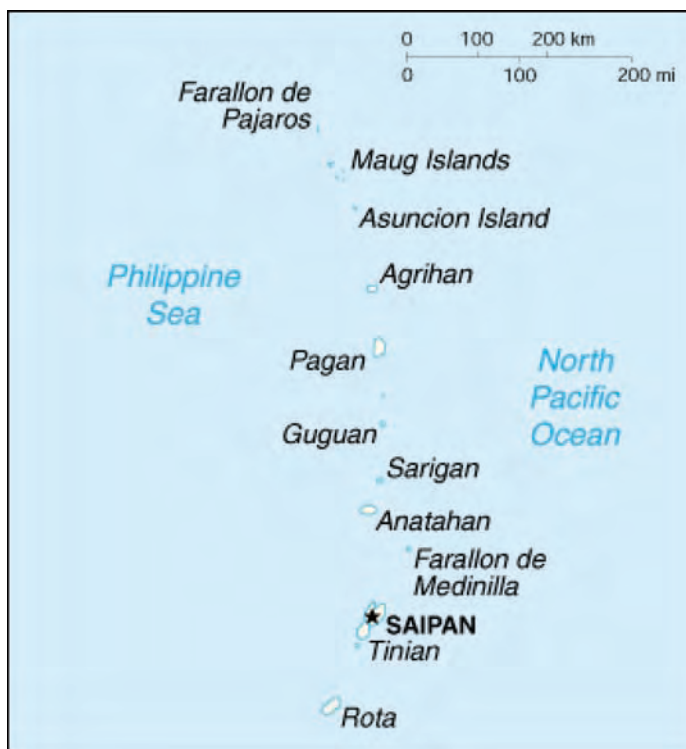 0 100 200 km
0 100 200 mi
Farallon de
Pajaros
Maug Islands
Asuncion Island
Philippine
Sea
Agrihan
Pagan
North
Pacific
Ocean
Guguan
Sarigan
Anatahan
Farallon de
Medinilla
SAIPAN
Tinian
Rota